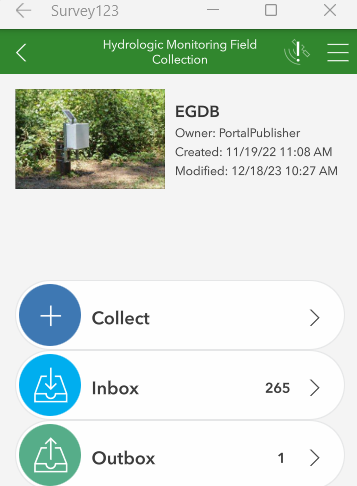 Survey123
Hydrologic Monitoring Field
Collection
EGDB
Owner: PortalPublisher
Created: 11/19/22 11:08 AM
Modified: 12/18/23 10:27 AM
Collect
Inbox 265
Outbox 1